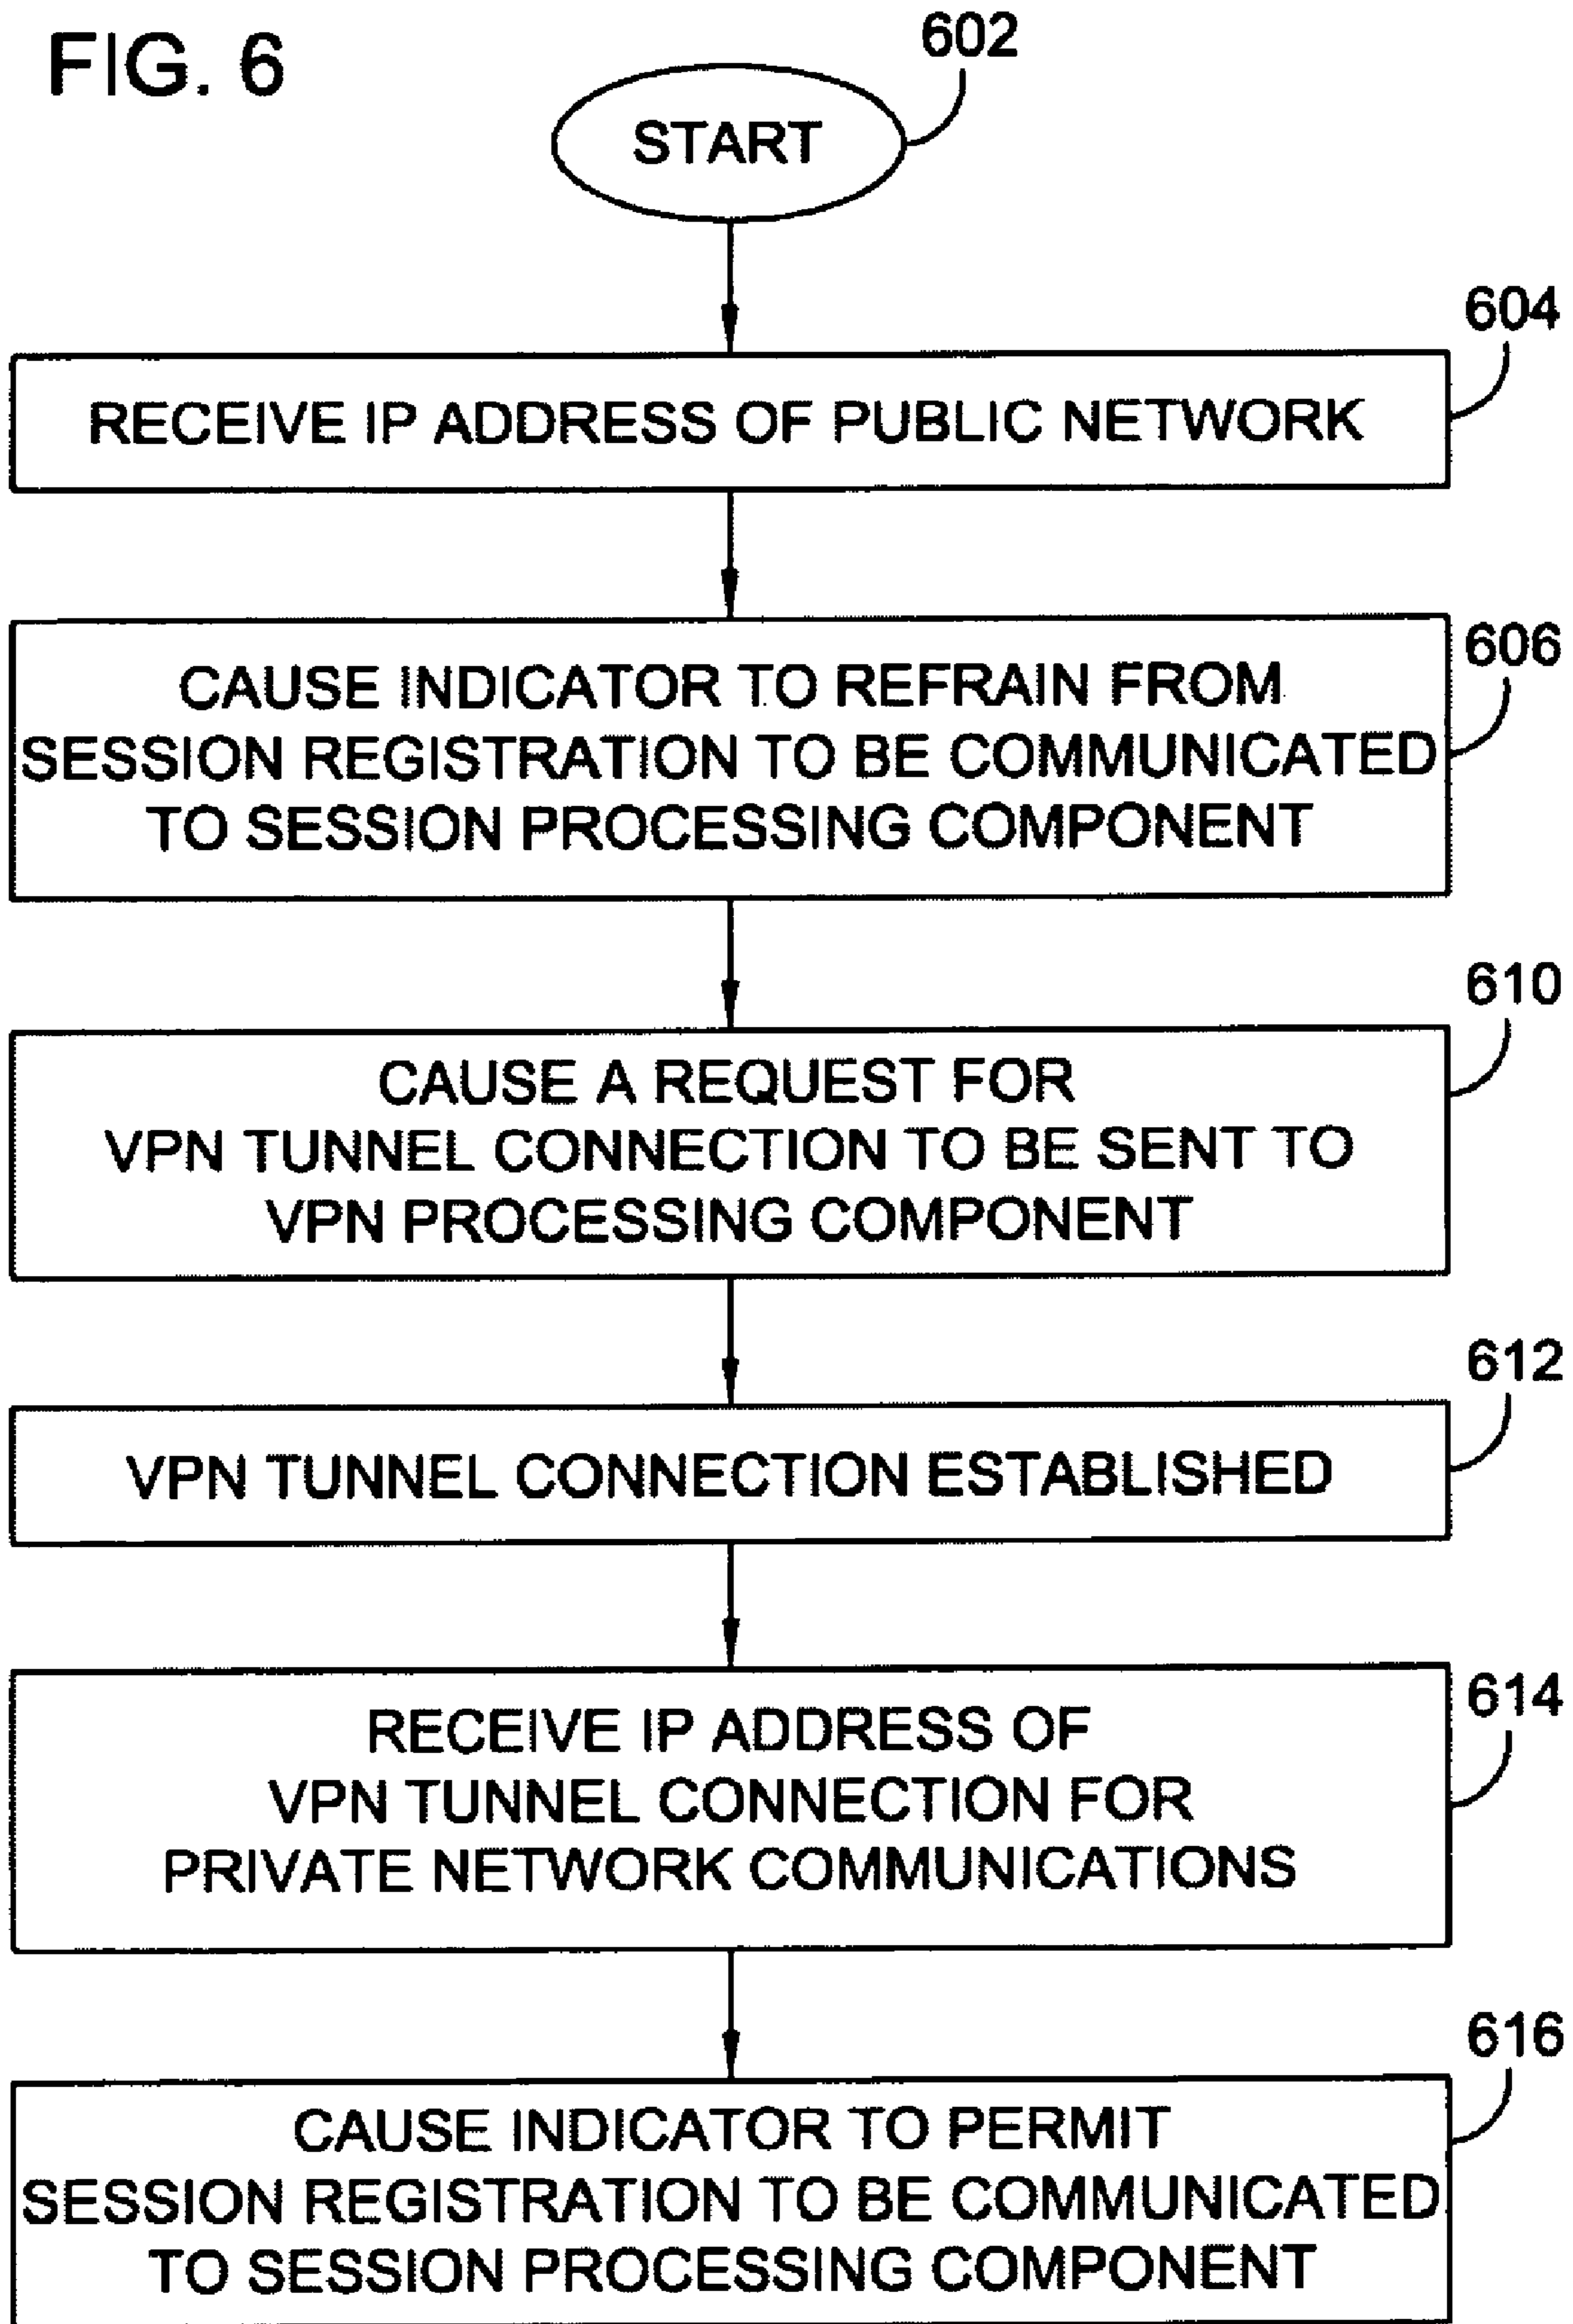 FIG. 6
602
START
604
RECEIVE IP ADDRESS OF PUBLIC NETWORK
606
CAUSE INDICATOR TO REFRAIN FROM
SESSION REGISTRATION TO BE COMMUNICATED
TO SESSION PROCESSING COMPONENT
610
CAUSE A REQUEST FOR
VPN TUNNEL CONNECTION TO BE SENT TO
VPN PROCESSING COMPONENT
612
VPN TUNNEL CONNECTION ESTABLISHED
614
RECEIVE IP ADDRESS OF
VPN TUNNEL CONNECTION FOR
PRIVATE NETWORK COMMUNICATIONS
616
CAUSE INDICATOR TO PERMIT
SESSION REGISTRATION TO BE COMMUNICATED
TO SESSION PROCESSING COMPONENT